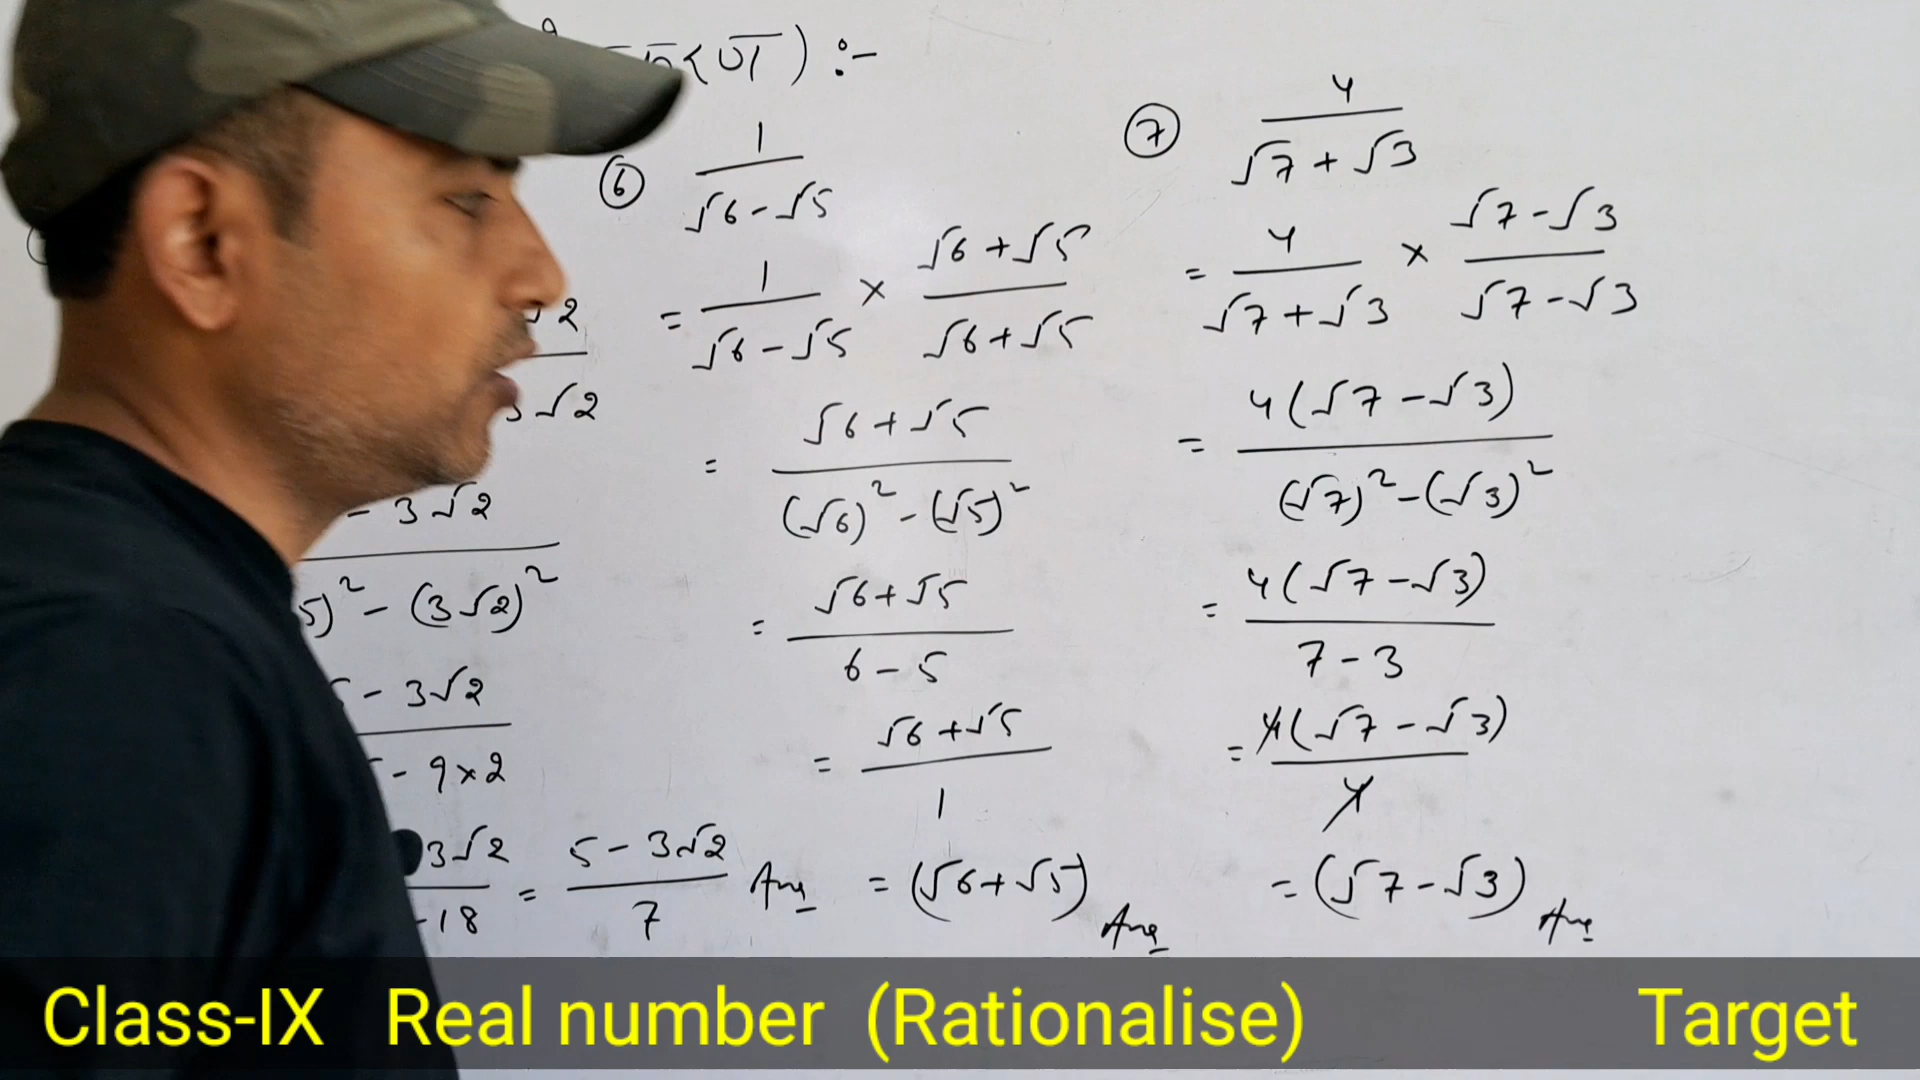 :-
√2
3√2
- 3√2
5)² - (3√2)²
- 3√2
- 9×2
3√2
-18
= (5 - 3√2)/7 Ans
⑥ 1/(√6 - √5)
= 1/(√6 - √5) × (√6 + √5)/(√6 + √5)
= (√6 + √5)/((√6)² - (√5)²)
= (√6 + √5)/(6 - 5)
= (√6 + √5)/1
= (√6 + √5) Ans
⑦ 4/(√7 + √3)
= 4/(√7 + √3) × (√7 - √3)/(√7 - √3)
= 4(√7 - √3)/((√7)² - (√3)²)
= 4(√7 - √3)/(7 - 3)
= 4(√7 - √3)/4
= (√7 - √3) Ans
Class-IX Real number (Rationalise) Target